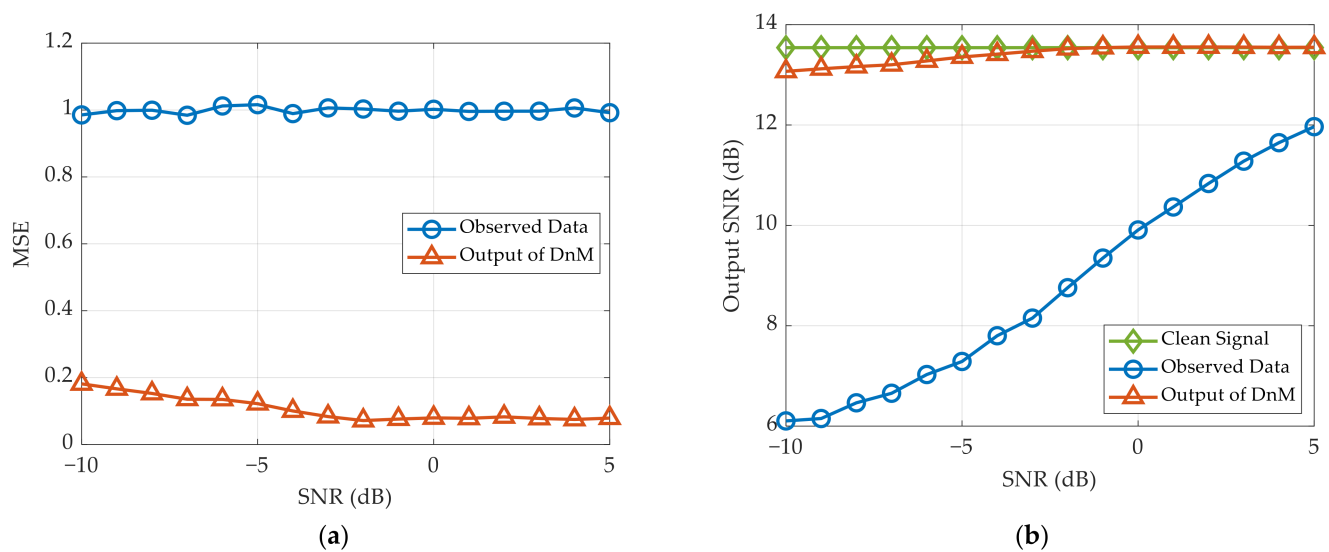 1.2
1
0.8
0.6
0.4
0.2
0
MSE
Observed Data
Output of DnM
−10
−5
0
5
SNR (dB)
(a)
14
12
10
8
6
Output SNR (dB)
Clean Signal
Observed Data
Output of DnM
−10
−5
0
5
SNR (dB)
(b)